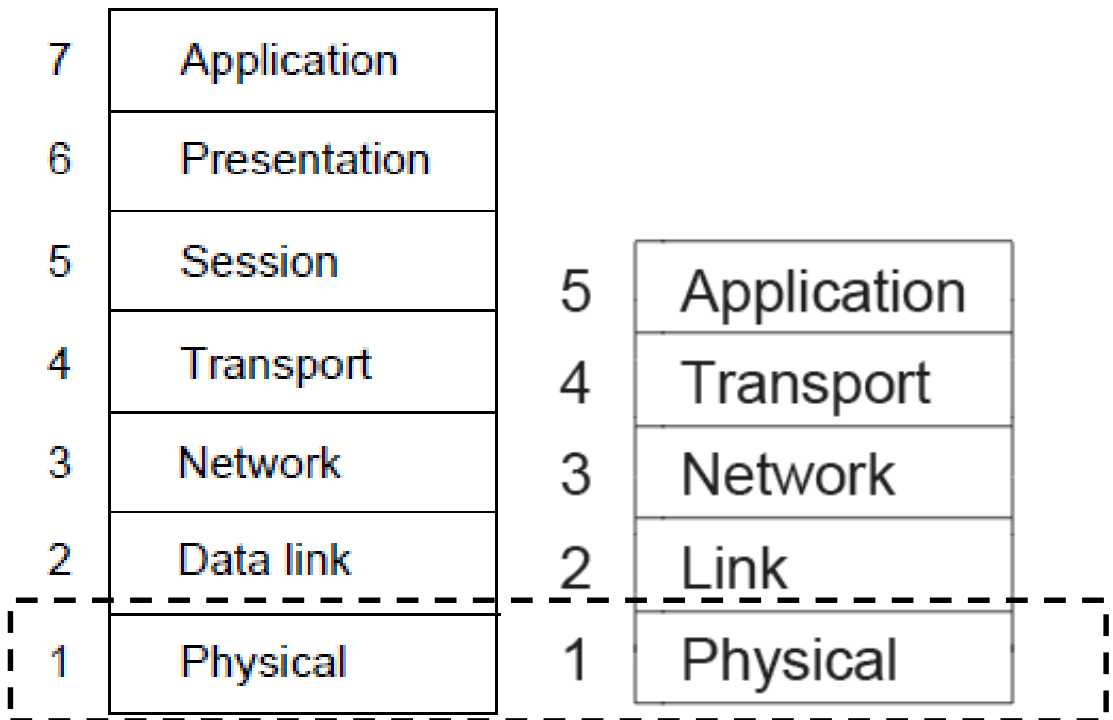 7 Application
6 Presentation
5 Session
4 Transport
3 Network
2 Data link
1 Physical
5 Application
4 Transport
3 Network
2 Link
1 Physical